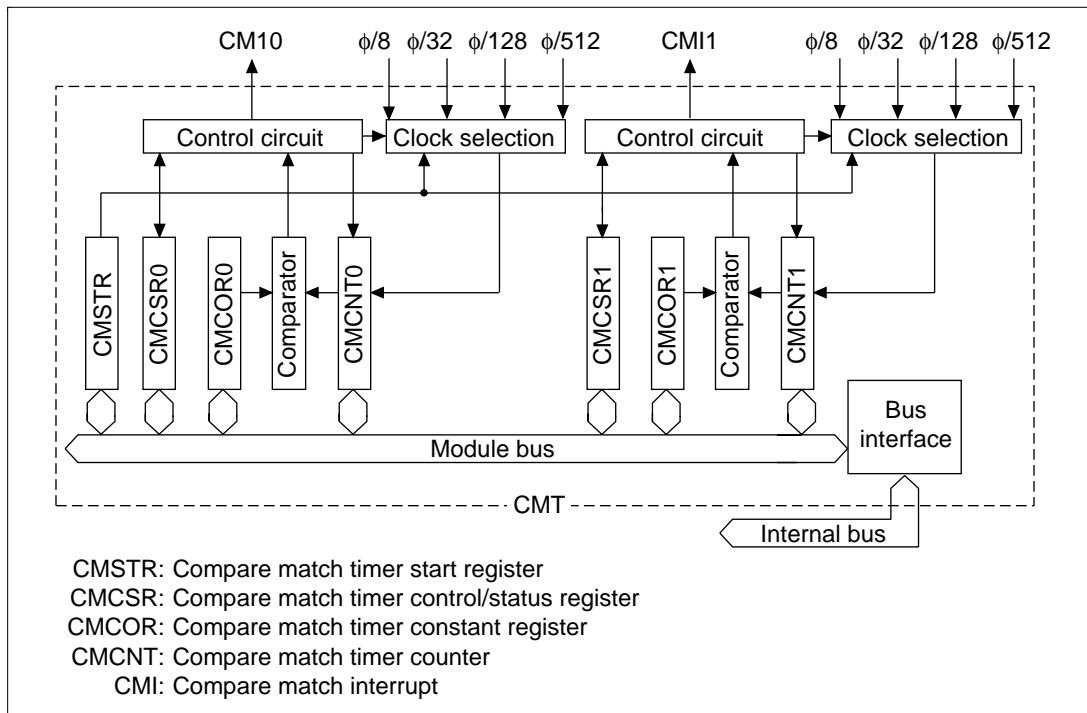 CM10 ϕ/8 ϕ/32 ϕ/128 ϕ/512 CMI1 ϕ/8 ϕ/32 ϕ/128 ϕ/512
Control circuit Clock selection Control circuit Clock selection
CMSTR CMCSR0 CMCOR0 Comparator CMCNT0 CMCSR1 CMCOR1 Comparator CMCNT1
Bus
interface
Module bus
CMT
Internal bus
CMSTR: Compare match timer start register
CMCSR: Compare match timer control/status register
CMCOR: Compare match timer constant register
CMCNT: Compare match timer counter
CMI: Compare match interrupt